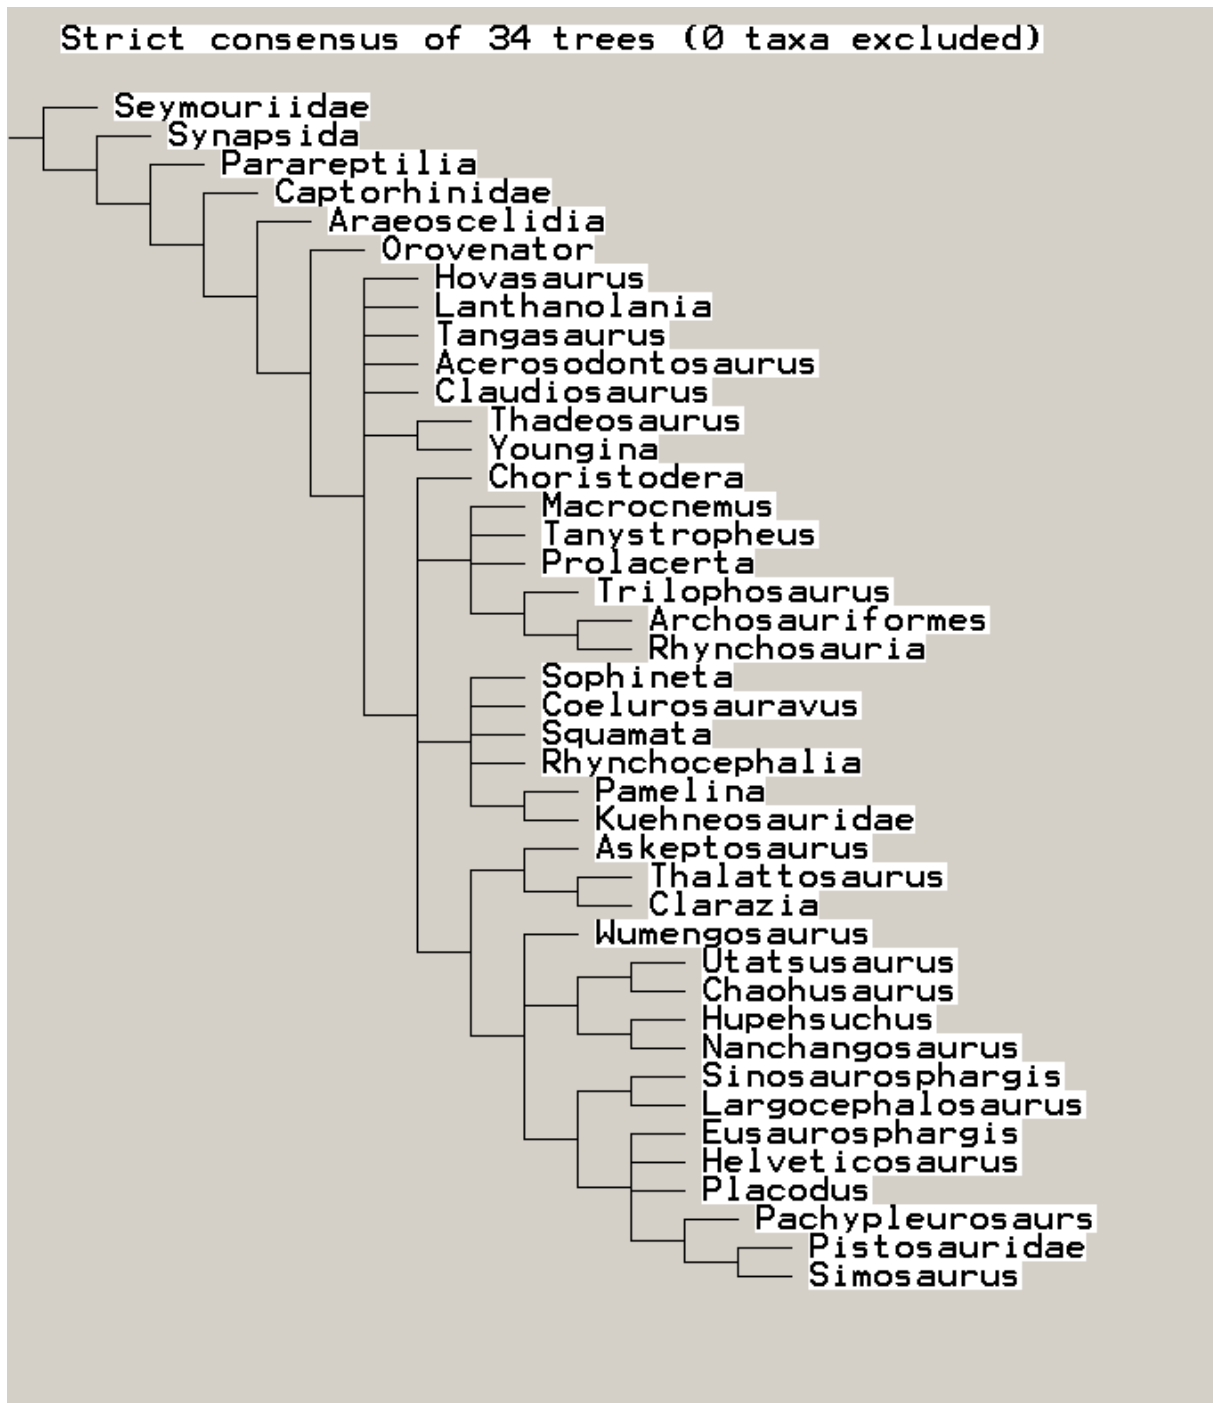 Strict consensus of 34 trees (0 taxa excluded)
Seymouriidae
Synapsida
Parareptilia
Captorhinidae
Araeoscelidia
Orovenator
Hovasaurus
Lanthanolania
Tangasaurus
Acerosodontosaurus
Claudiosaurus
Thadeosaurus
Youngina
Choristodera
Macrocnemus
Tanystropheus
Prolacerta
Trilophosaurus
Archosauriformes
Rhynchosauria
Sophineta
Coelurosauravus
Squamata
Rhynchocephalia
Pamelina
Kuehneosauridae
Askeptosaurus
Thalattosaurus
Clarazia
Wumengosaurus
Utatsusaurus
Chaohusaurus
Hupehsuchus
Nanchangosaurus
Sinosaurosphargis
Largocephalosaurus
Eusaurosphargis
Helveticosaurus
Placodus
Pachypleurosaurs
Pistosauridae
Simosaurus